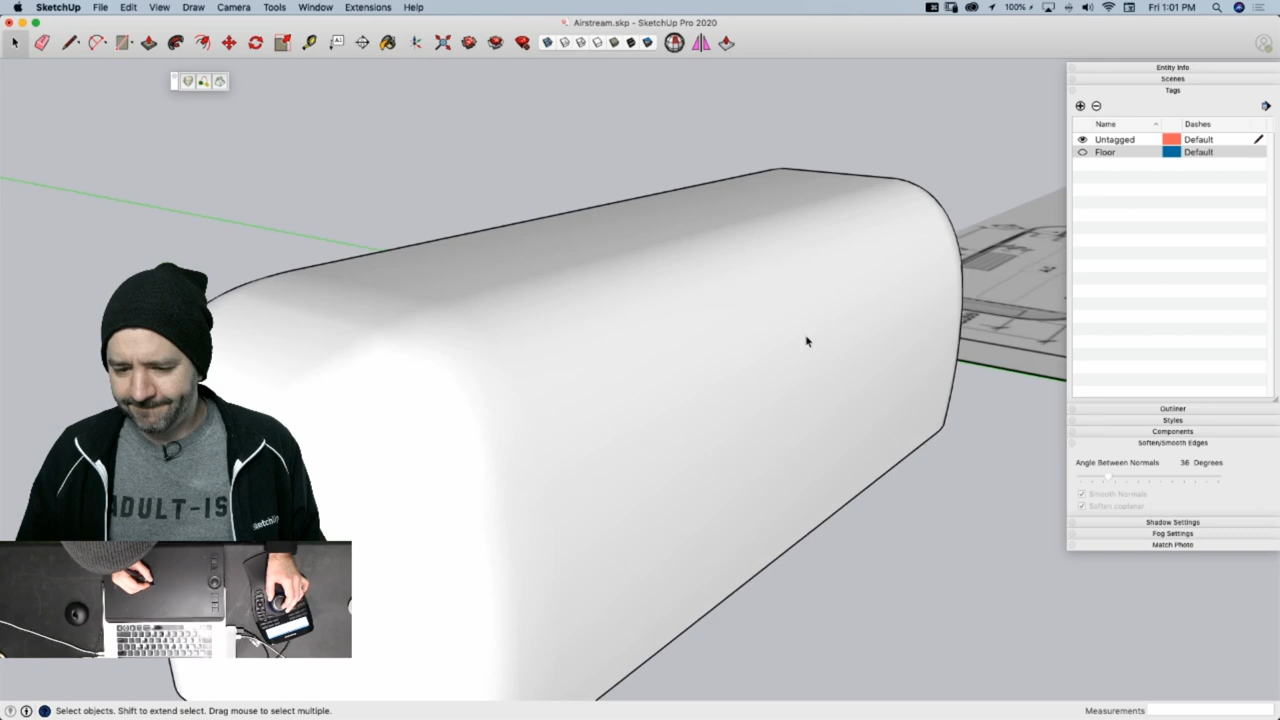 SketchUp File Edit View Draw Camera Tools Window Extensions Help 100% Fri 1:01 PM
Airstream.skp - SketchUp Pro 2020
Entity Info
Scenes
Tags
Name Dashes
Untagged Default
Floor Default
Outliner
Styles
Components
Soften/Smooth Edges
Angle Between Normals 36 Degrees
Smooth Normals
Soften coplanar
Shadow Settings
Fog Settings
Match Photo
ADULT-IS
SketchUp
Select objects. Shift to extend select. Drag mouse to select multiple. Measurements